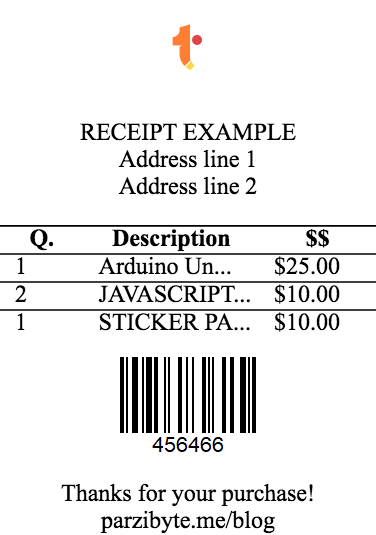 RECEIPT EXAMPLE
Address line 1
Address line 2
Q. Description $$
1 Arduino Un... $25.00
2 JAVASCRIPT... $10.00
1 STICKER PA... $10.00
456466
Thanks for your purchase!
parzibyte.me/blog